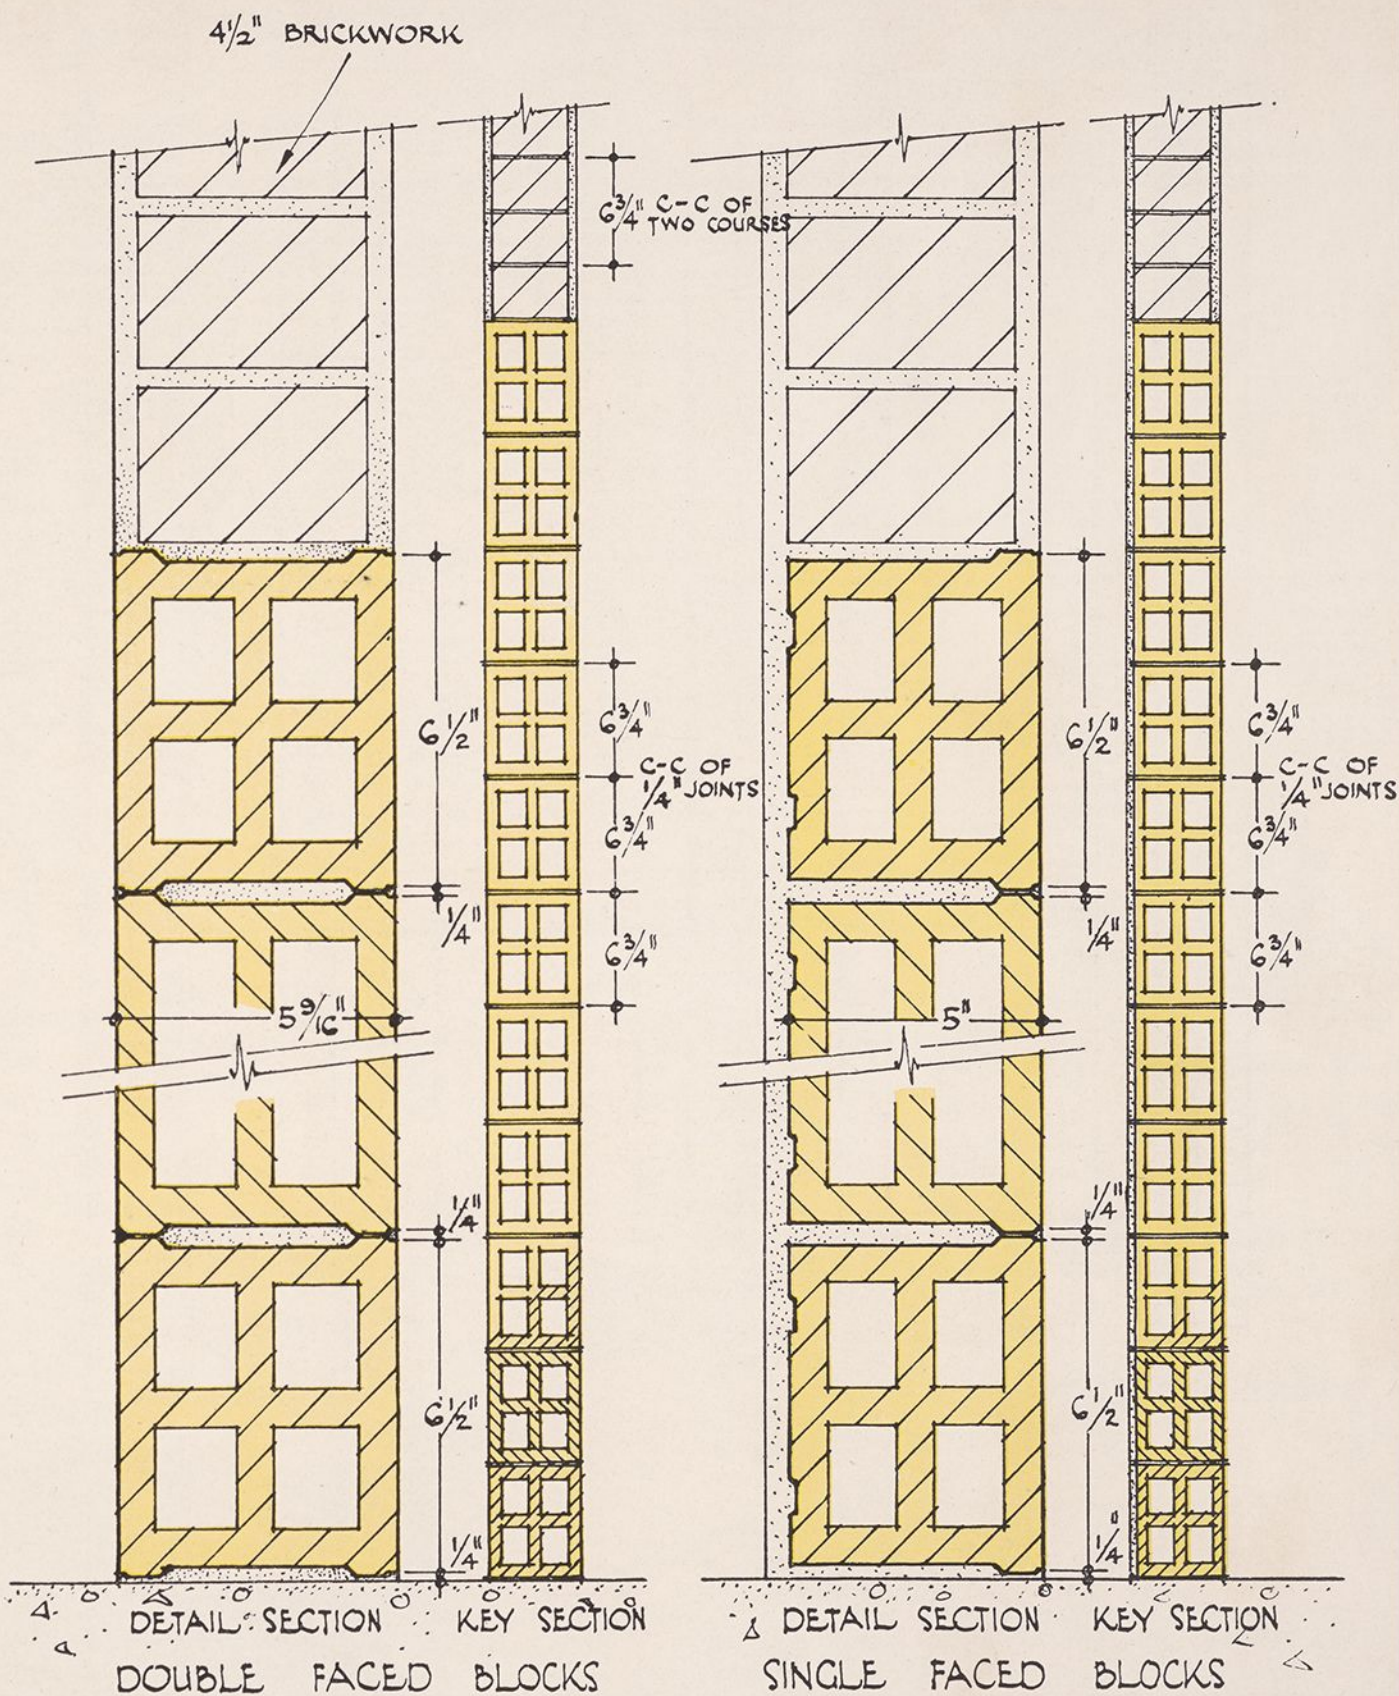 4½" BRICKWORK
6¾" C-C OF
TWO COURSES
6½"
¼"
5 9/16"
¼"
6½"
¼"
6¾"
C-C OF
¼" JOINTS
6¾"
6¾"
6½"
¼"
5"
¼"
6½"
¼"
6¾"
C-C OF
¼" JOINTS
6¾"
6¾"
DETAIL SECTION
KEY SECTION
DOUBLE FACED BLOCKS
DETAIL SECTION
KEY SECTION
SINGLE FACED BLOCKS